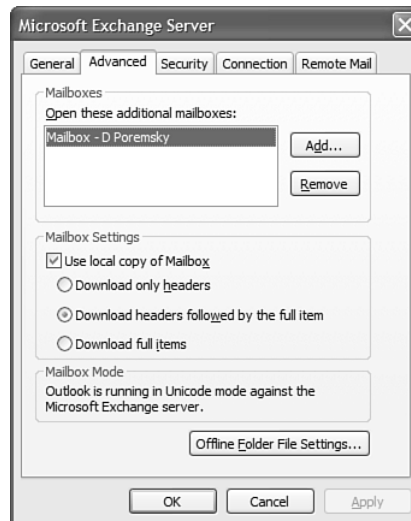 Microsoft Exchange Server
General Advanced Security Connection Remote Mail
Mailboxes
Open these additional mailboxes:
Mailbox - D Poremsky
Add...
Remove
Mailbox Settings
Use local copy of Mailbox
Download only headers
Download headers followed by the full item
Download full items
Mailbox Mode
Outlook is running in Unicode mode against the
Microsoft Exchange server.
Offline Folder File Settings...
OK Cancel Apply